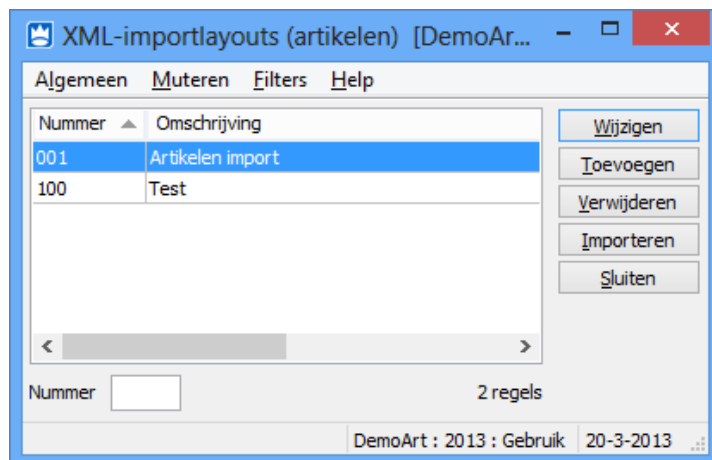 XML-importlayouts (artikelen) [DemoAr...
Algemeen Muteren Filters Help
Nummer Omschrijving
001 Artikelen import
100 Test
Wijzigen
Toevoegen
Verwijderen
Importeren
Sluiten
Nummer 2 regels
DemoArt : 2013 : Gebruik 20-3-2013